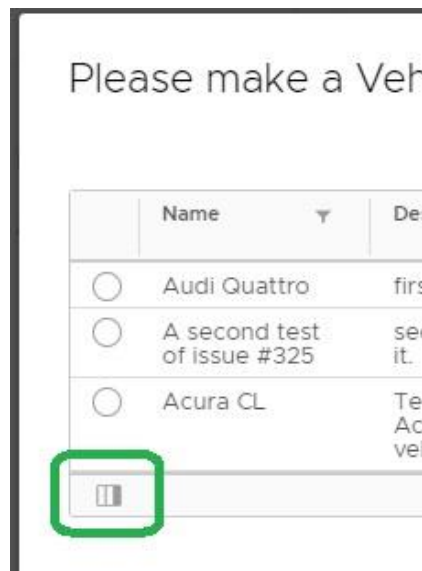 Please make a Veh
Name
De
Audi Quattro
firs
A second test
of issue #325
sec
it.
Acura CL
Te
Ac
vel